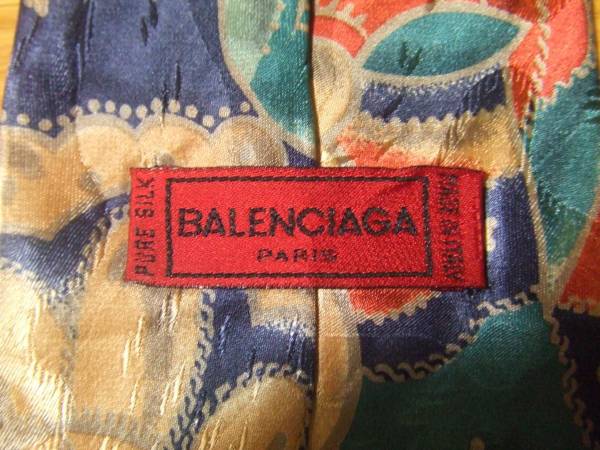 PURE SILK
BALENCIAGA
PARIS
MADE IN ITALY